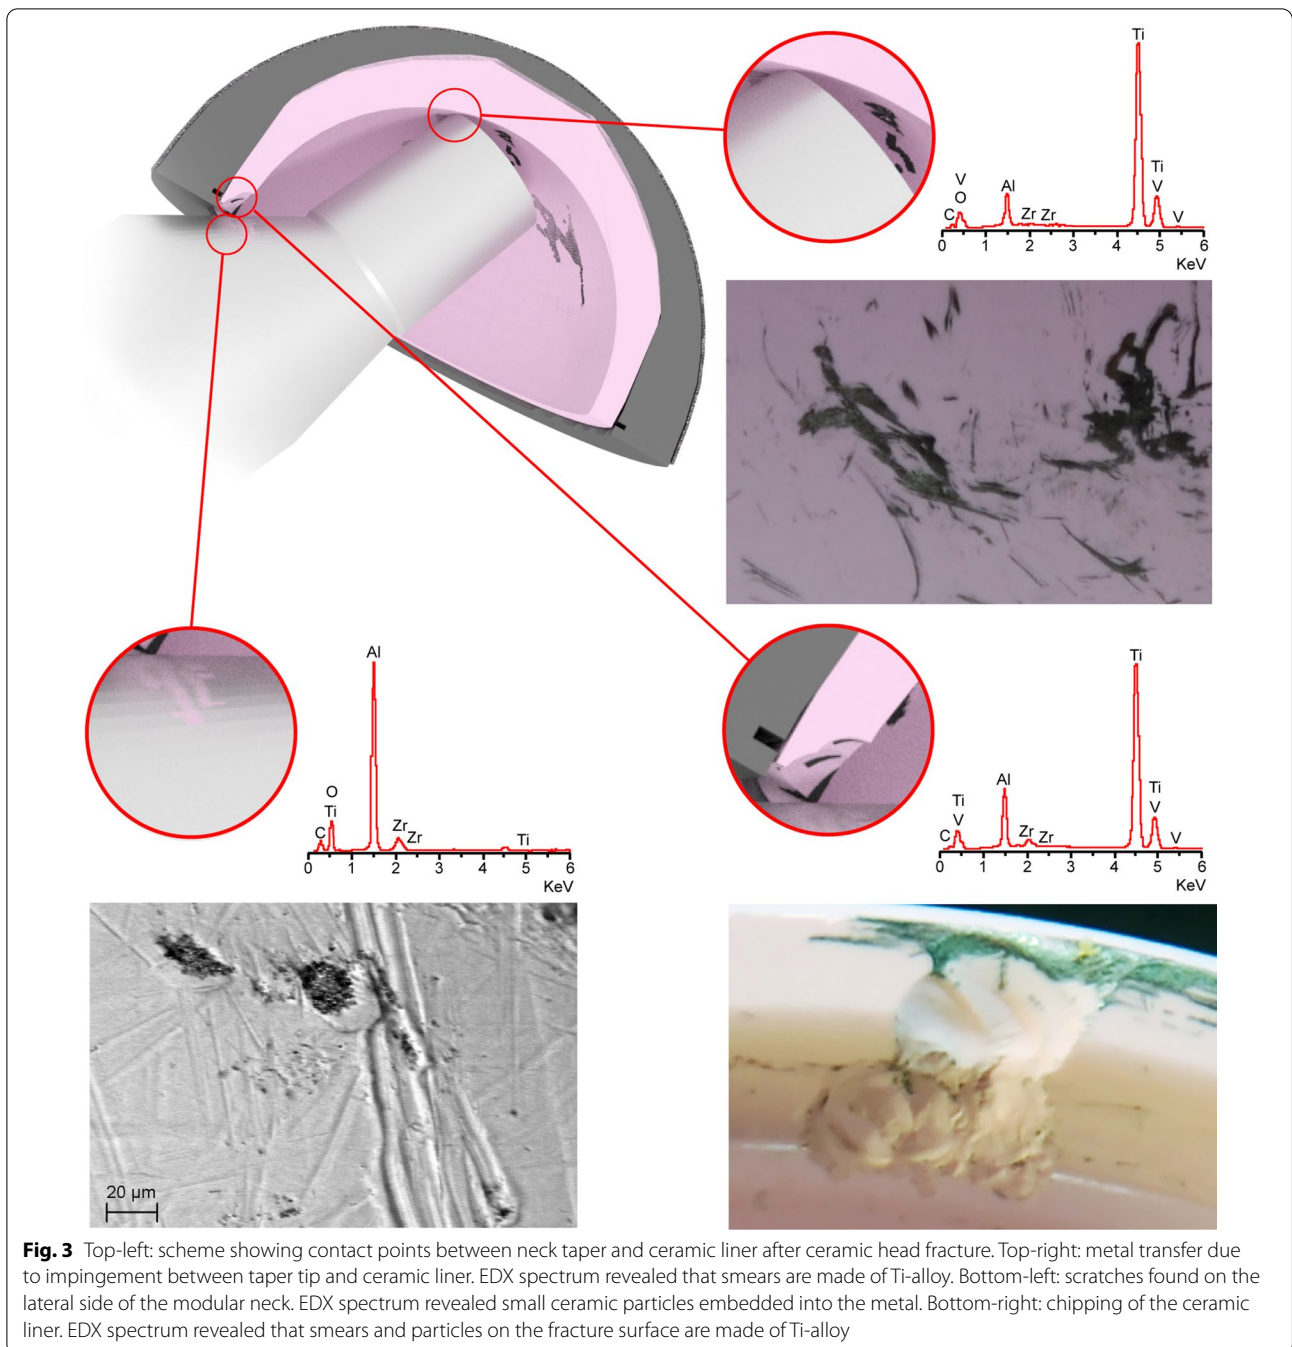 Ti
Ti
V
V
O
Al
C
Zr Zr
V
0 1 2 3 4 5 6
KeV
Al
O
Ti
C
Zr
Zr
Ti
0 1 2 3 4 5 6
KeV
Ti
Ti
V
Al
Ti
V
C
Zr
Zr
V
0 1 2 3 4 5 6
KeV
20 µm
Fig. 3 Top-left: scheme showing contact points between neck taper and ceramic liner after ceramic head fracture. Top-right: metal transfer due
to impingement between taper tip and ceramic liner. EDX spectrum revealed that smears are made of Ti-alloy. Bottom-left: scratches found on the
lateral side of the modular neck. EDX spectrum revealed small ceramic particles embedded into the metal. Bottom-right: chipping of the ceramic
liner. EDX spectrum revealed that smears and particles on the fracture surface are made of Ti-alloy